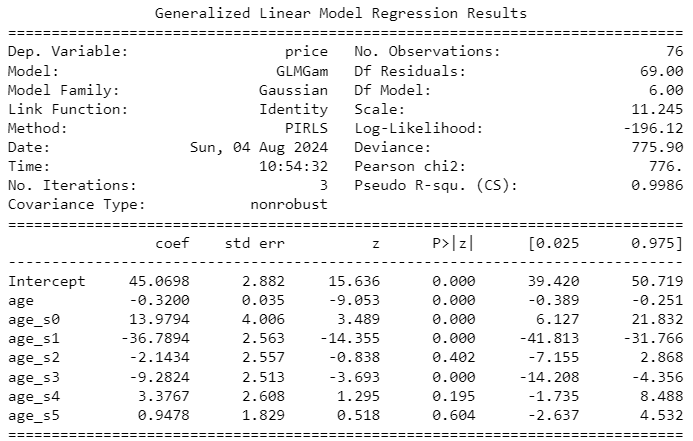 Generalized Linear Model Regression Results
==============================================================================
Dep. Variable: price No. Observations: 76
Model: GLMGam Df Residuals: 69.00
Model Family: Gaussian Df Model: 6.00
Link Function: Identity Scale: 11.245
Method: PIRLS Log-Likelihood: -196.12
Date: Sun, 04 Aug 2024 Deviance: 775.90
Time: 10:54:32 Pearson chi2: 776.
No. Iterations: 3 Pseudo R-squ. (CS): 0.9986
Covariance Type: nonrobust
==============================================================================
coef std err z P>|z| [0.025 0.975]
------------------------------------------------------------------------------
Intercept 45.0698 2.882 15.636 0.000 39.420 50.719
age -0.3200 0.035 -9.053 0.000 -0.389 -0.251
age_s0 13.9794 4.006 3.489 0.000 6.127 21.832
age_s1 -36.7894 2.563 -14.355 0.000 -41.813 -31.766
age_s2 -2.1434 2.557 -0.838 0.402 -7.155 2.868
age_s3 -9.2824 2.513 -3.693 0.000 -14.208 -4.356
age_s4 3.3767 2.608 1.295 0.195 -1.735 8.488
age_s5 0.9478 1.829 0.518 0.604 -2.637 4.532
==============================================================================